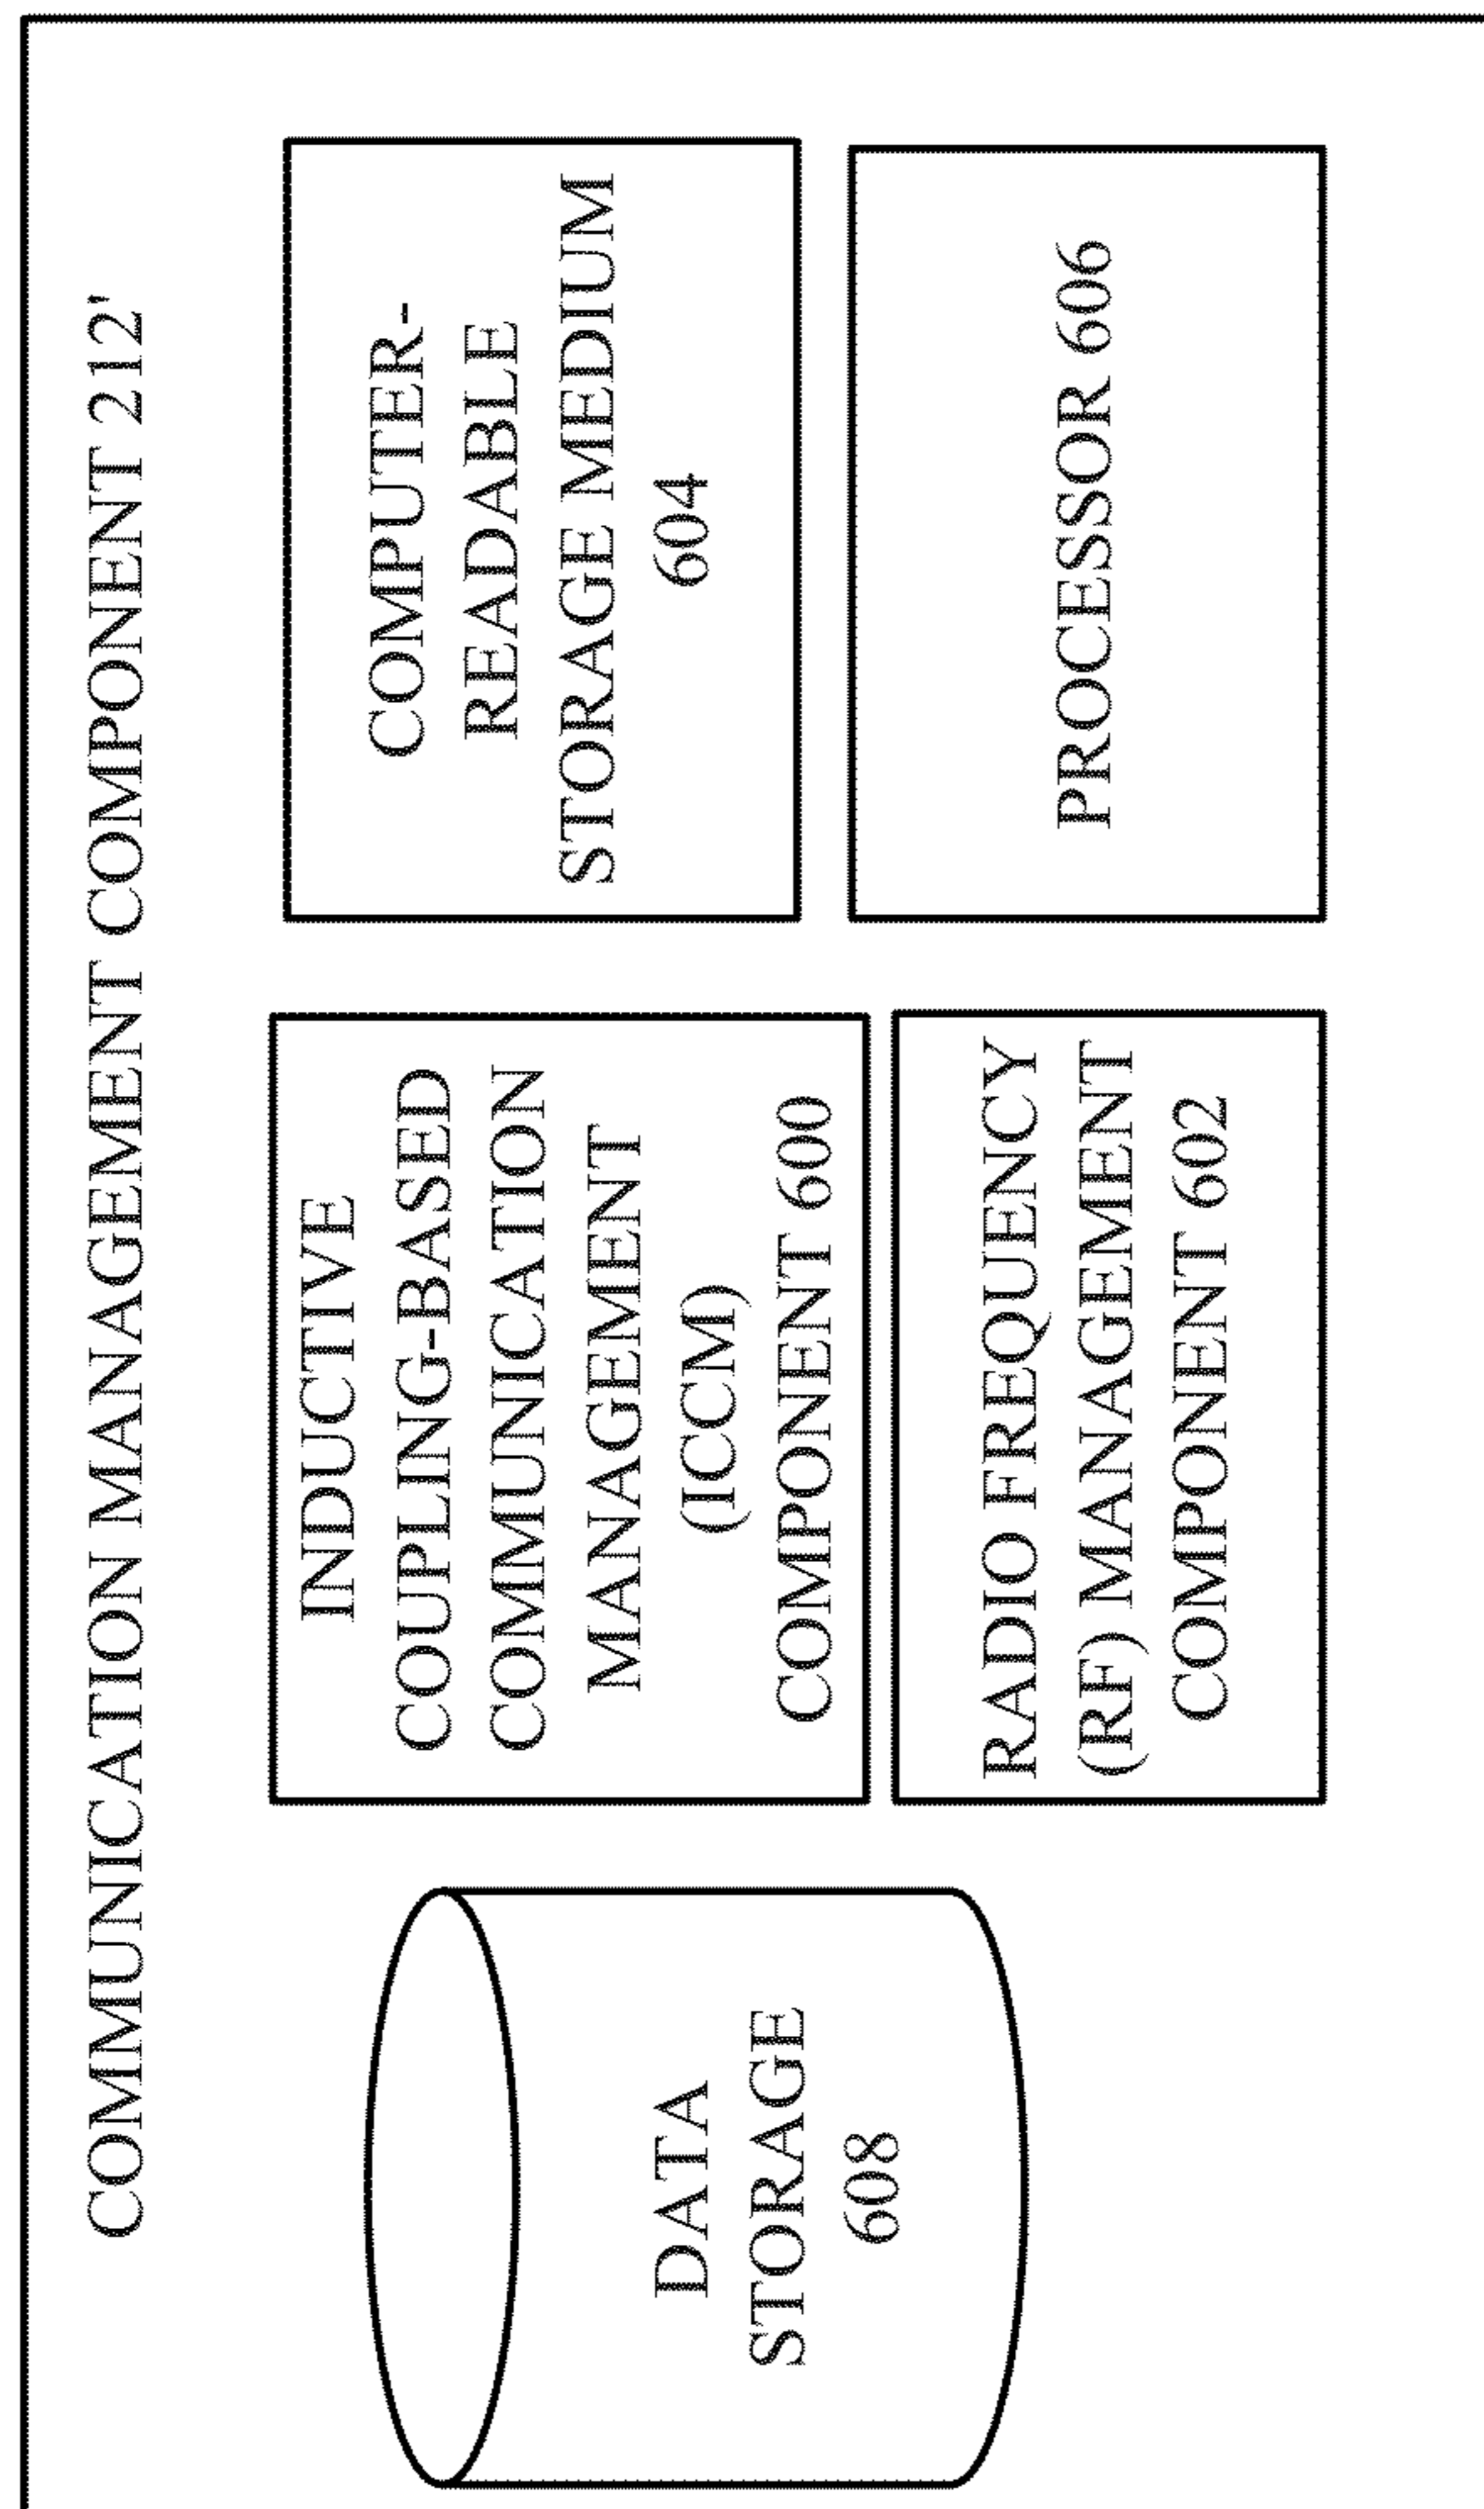 COMMUNICATION MANAGEMENT COMPONENT 212'
DATA
STORAGE
608
INDUCTIVE
COUPLING-BASED
COMMUNICATION
MANAGEMENT
(ICCM)
COMPONENT 600
RADIO FREQUENCY
(RF) MANAGEMENT
COMPONENT 602
COMPUTER-
READABLE
STORAGE MEDIUM
604
PROCESSOR 606